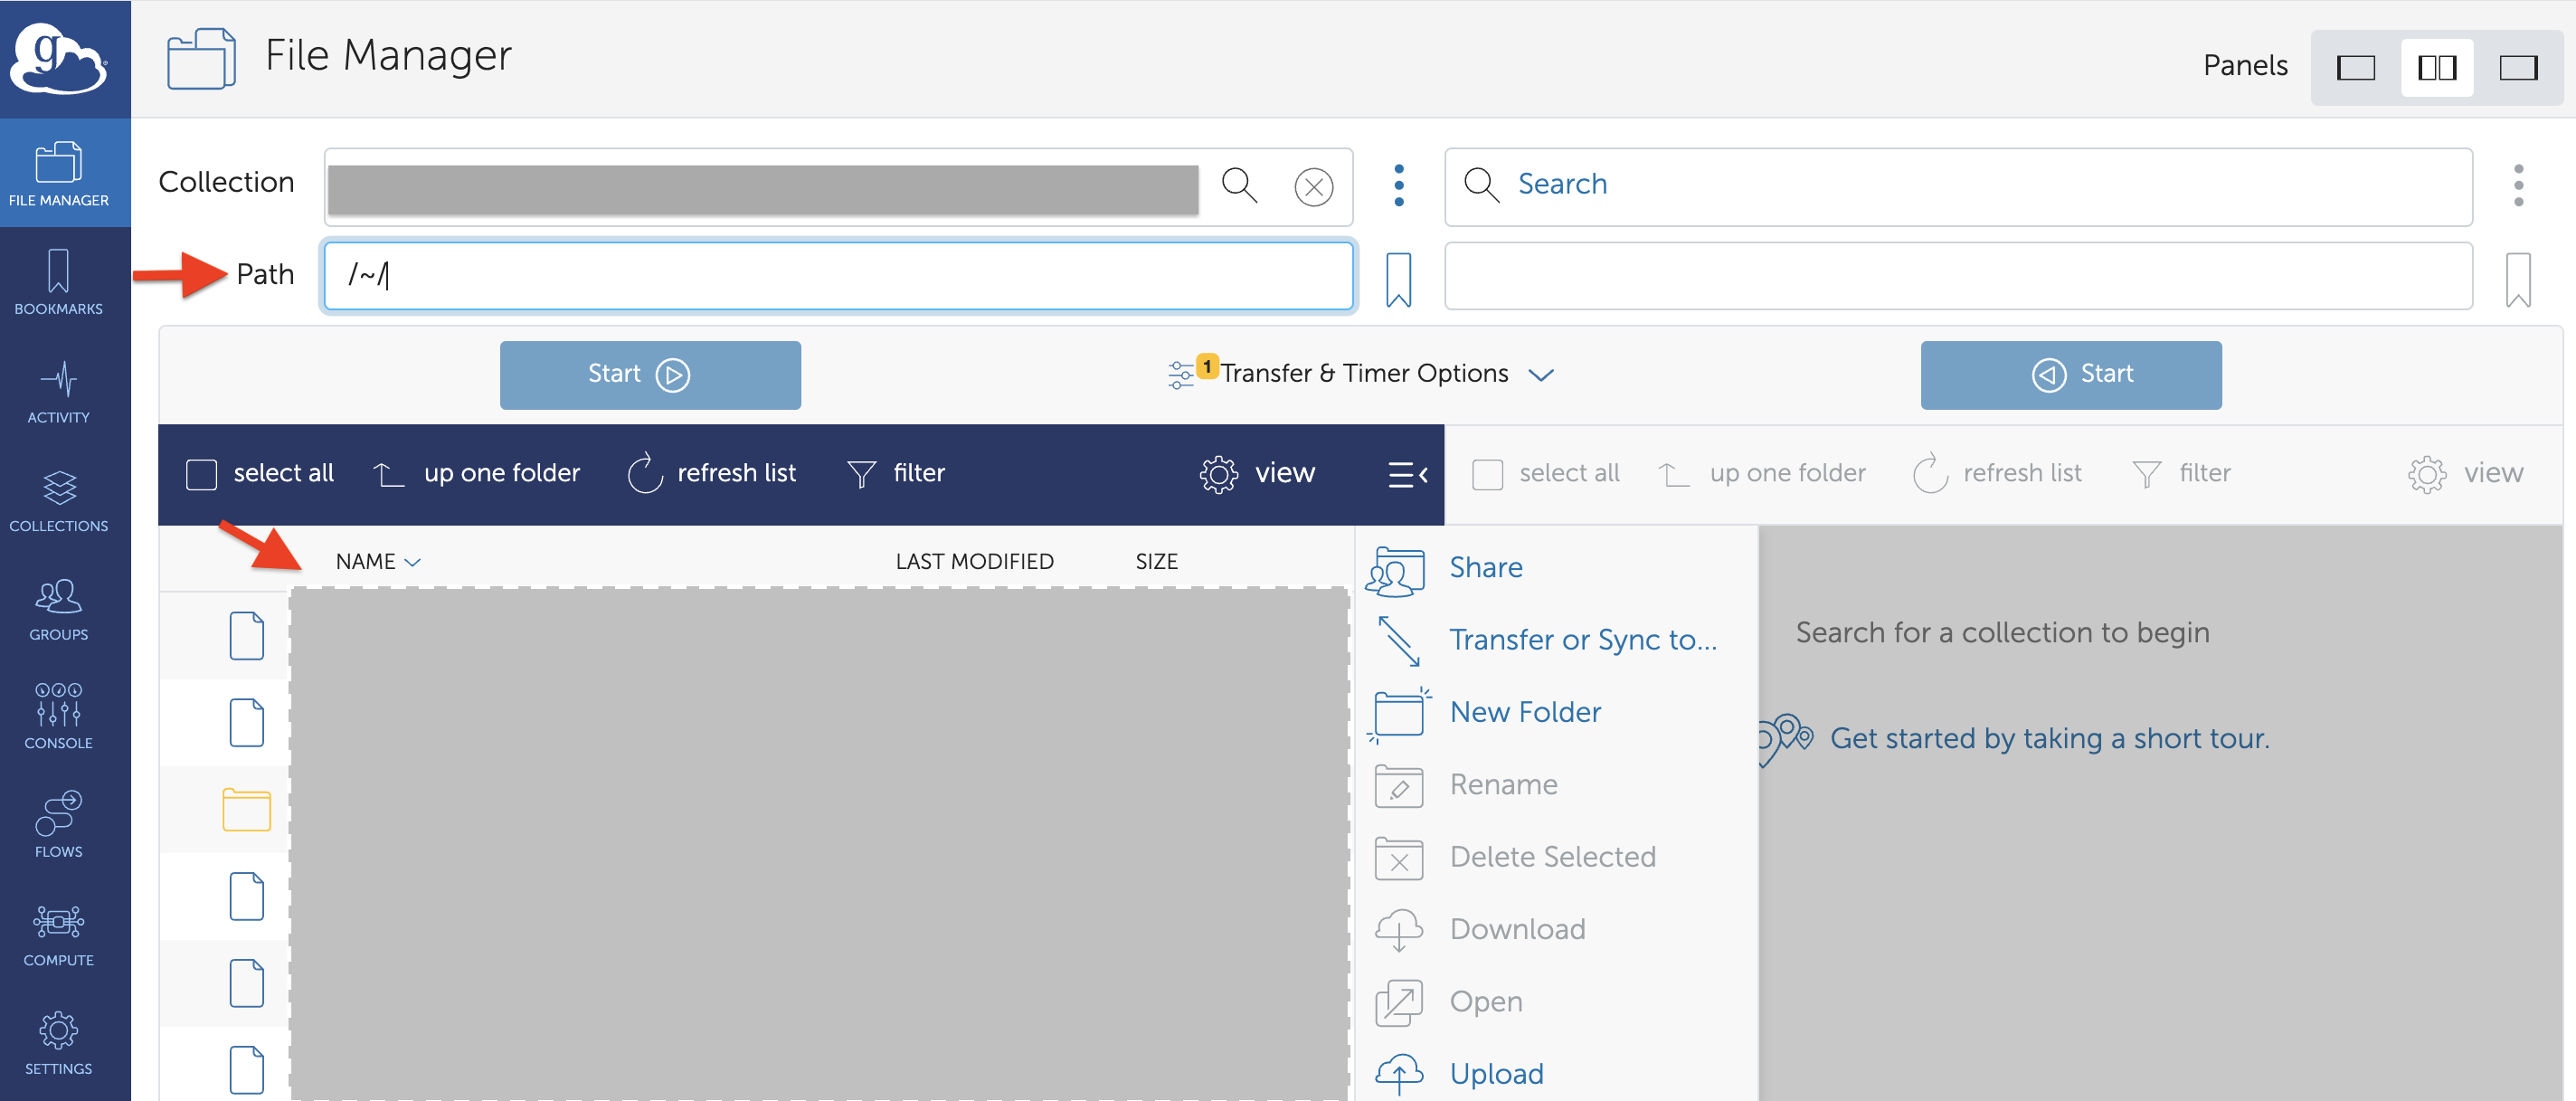 g
File Manager
Panels
FILE MANAGER
BOOKMARKS
ACTIVITY
COLLECTIONS
GROUPS
CONSOLE
FLOWS
COMPUTE
SETTINGS
Collection
Search
Path /~/
Start
1 Transfer & Timer Options
Start
select all up one folder refresh list filter view
select all up one folder refresh list filter view
NAME LAST MODIFIED SIZE
Share
Transfer or Sync to...
New Folder
Rename
Delete Selected
Download
Open
Upload
Search for a collection to begin
Get started by taking a short tour.